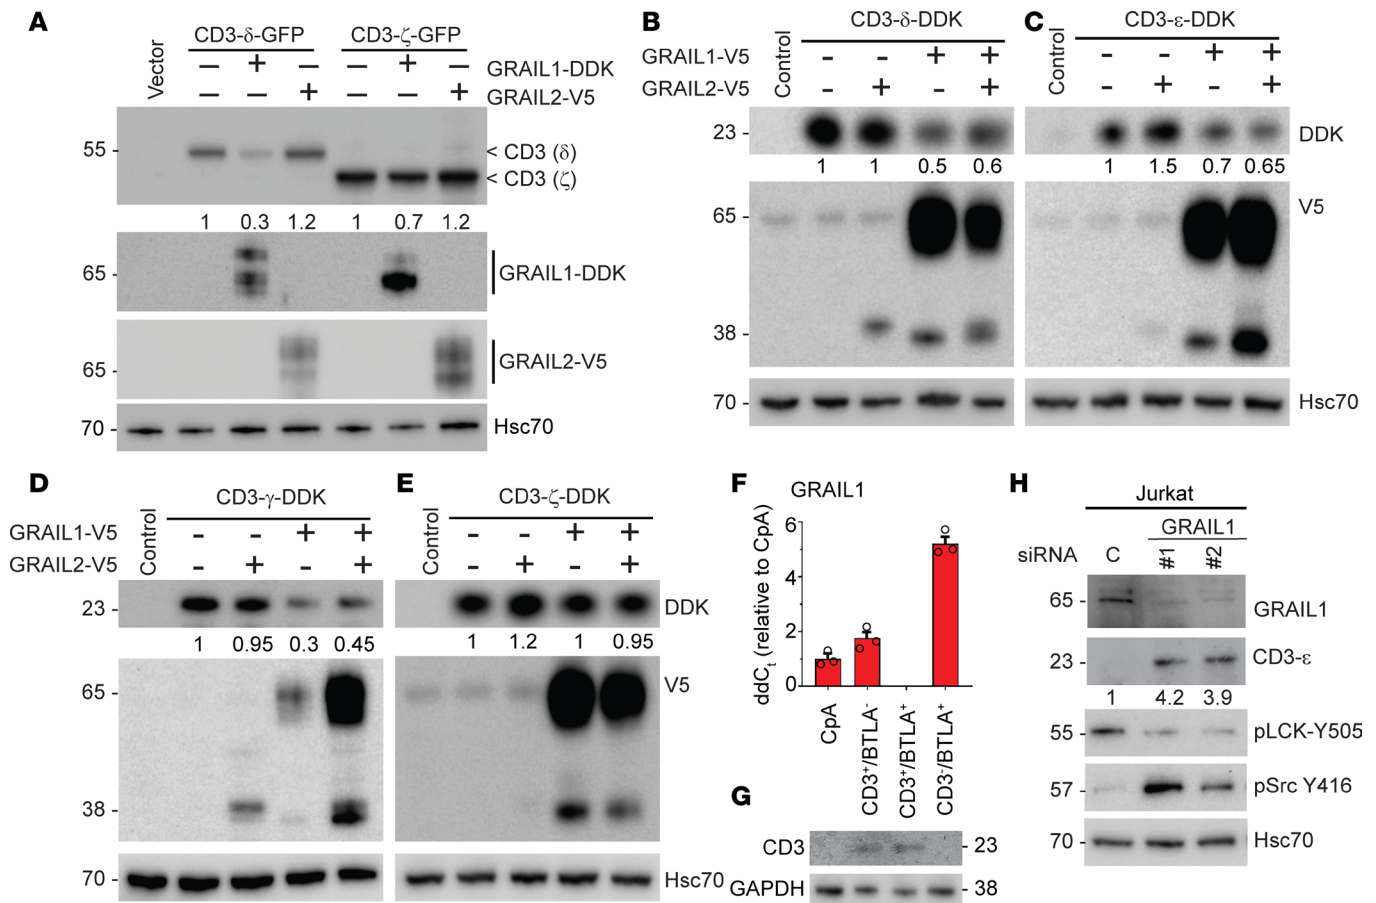 A
CD3-δ-GFP CD3-ζ-GFP
Vector
– + – – + – GRAIL1-DDK
– – + – – + GRAIL2-V5
55 -
< CD3 (δ)
< CD3 (ζ)
1 0.3 1.2 1 0.7 1.2
65 - GRAIL1-DDK
65 - GRAIL2-V5
70 - Hsc70
B
CD3-δ-DDK
Control
GRAIL1-V5 - - + +
GRAIL2-V5 - + - +
23 -
1 1 0.5 0.6
65 -
38 -
70 -
C
CD3-ε-DDK
Control
- - + +
- + - +
DDK
1 1.5 0.7 0.65
V5
Hsc70
D
CD3-γ-DDK
Control
GRAIL1-V5 - - + +
GRAIL2-V5 - + - +
23 -
1 0.95 0.3 0.45
65 -
38 -
70 -
E
CD3-ζ-DDK
Control
- - + +
- + - +
DDK
1 1.2 1 0.95
V5
Hsc70
F
GRAIL1
ddCt (relative to CpA)
6
4
2
0
CpA
CD3+/BTLA-
CD3+/BTLA+
CD3-/BTLA+
G
CD3 - 23
GAPDH - 38
H
Jurkat
GRAIL1
siRNA C #1 #2
65 - GRAIL1
23 - CD3-ε
1 4.2 3.9
55 - pLCK-Y505
57 - pSrc Y416
70 - Hsc70